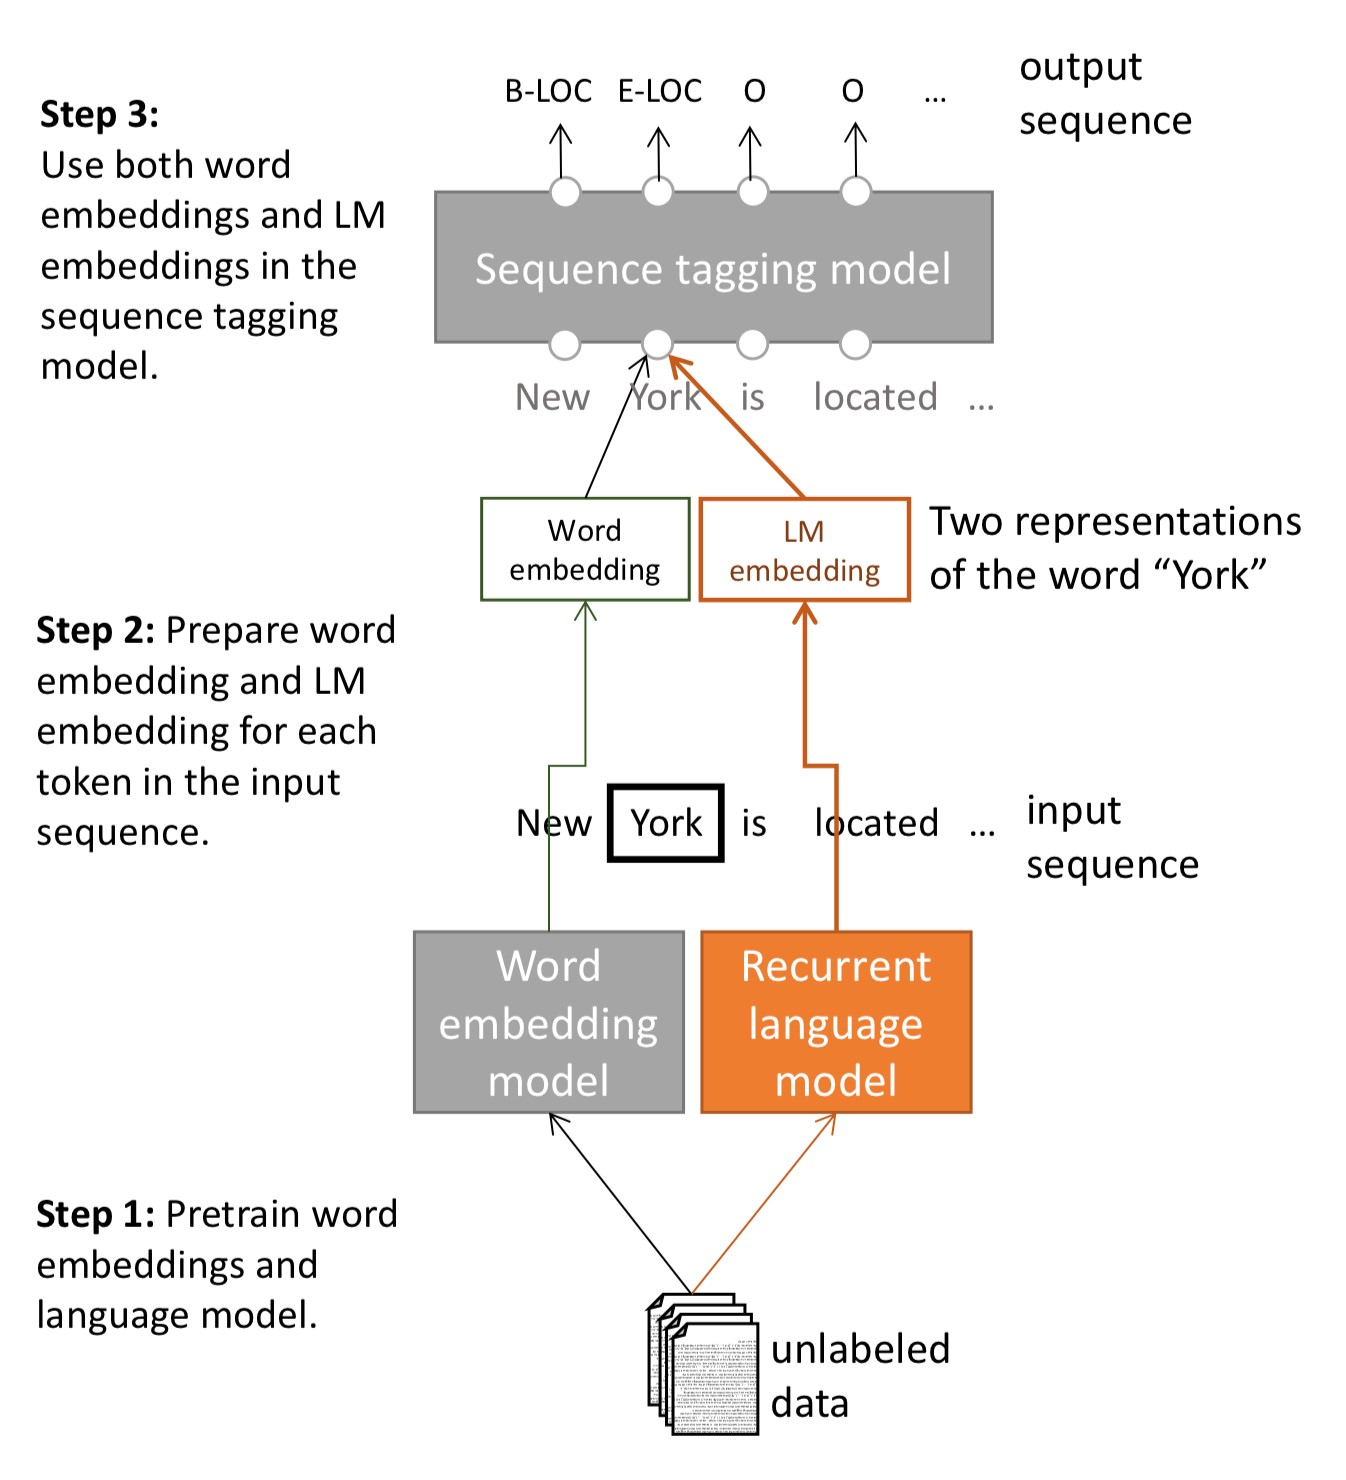 B-LOC E-LOC O O ...
output
sequence
Step 3:
Use both word
embeddings and LM
embeddings in the
sequence tagging
model.
Sequence tagging model
New York is located ...
Word
embedding
LM
embedding
Two representations
of the word “York”
Step 2: Prepare word
embedding and LM
embedding for each
token in the input
sequence.
New York is located ...
input
sequence
Word
embedding
model
Recurrent
language
model
Step 1: Pretrain word
embeddings and
language model.
unlabeled
data